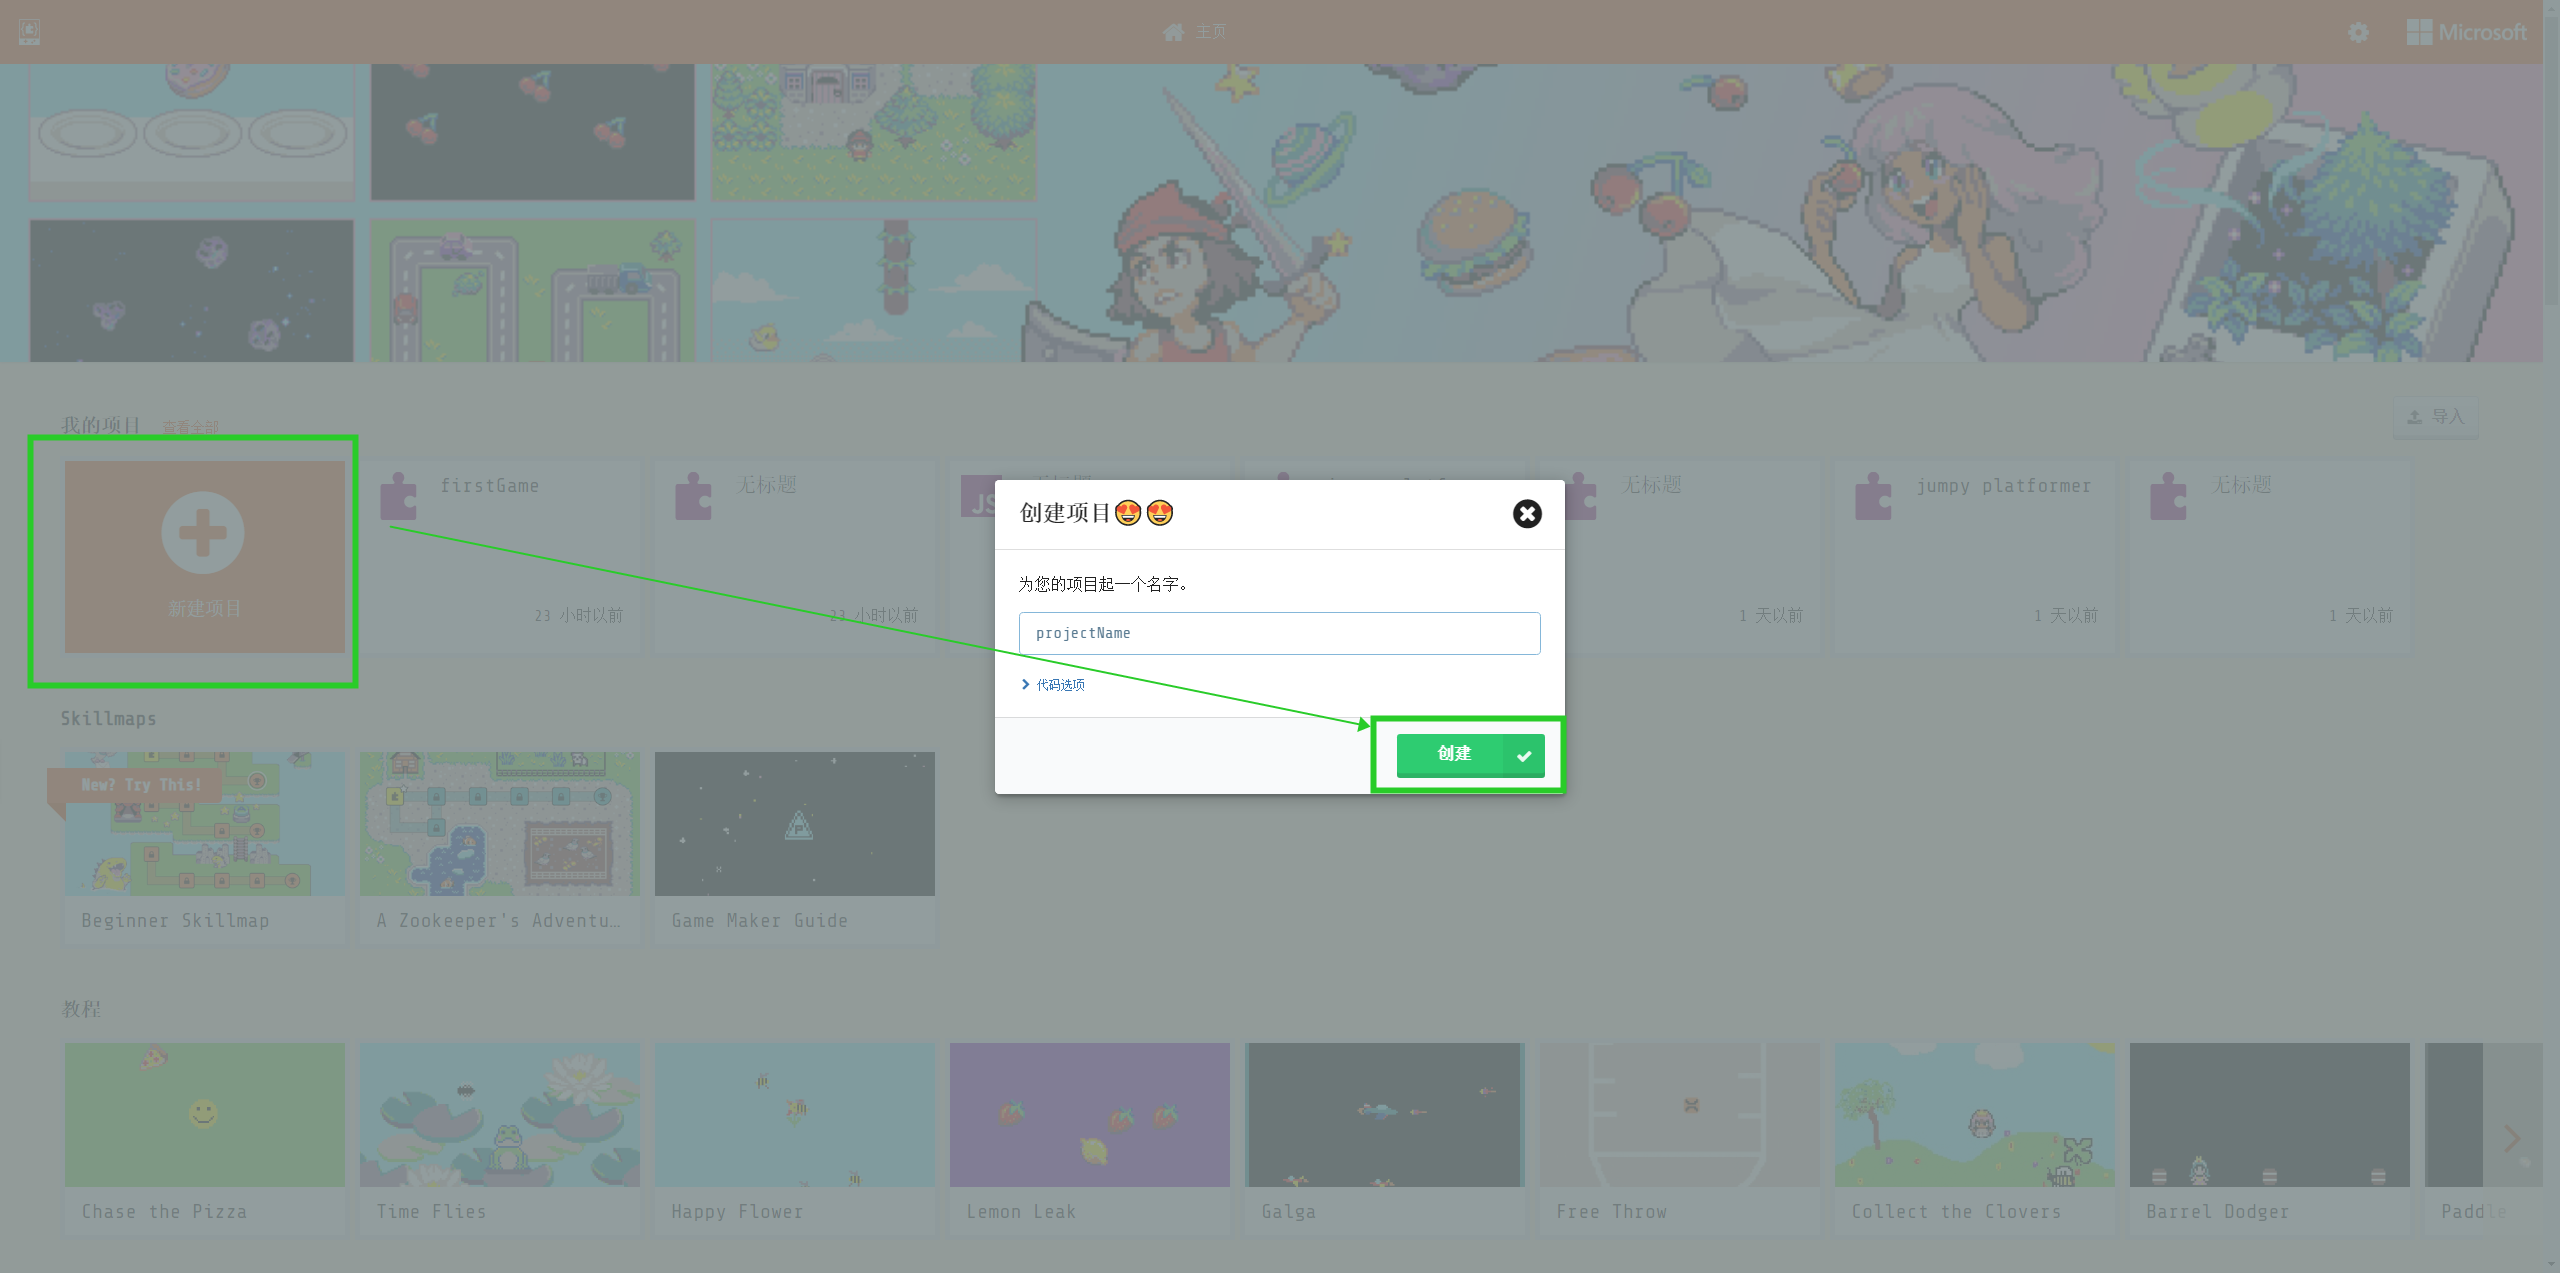 主页
Microsoft
我的项目 查看全部
导入
新建项目
firstGame
23 小时以前
无标题
23 小时以前
无标题
1 天以前
jumpy platformer
1 天以前
无标题
1 天以前
创建项目😍😍
为您的项目起一个名字。
projectName
代码选项
创建
Skillmaps
New? Try This!
Beginner Skillmap
A Zookeeper's Adventu...
Game Maker Guide
教程
Chase the Pizza
Time Flies
Happy Flower
Lemon Leak
Galga
Free Throw
Collect the Clovers
Barrel Dodger
Paddle